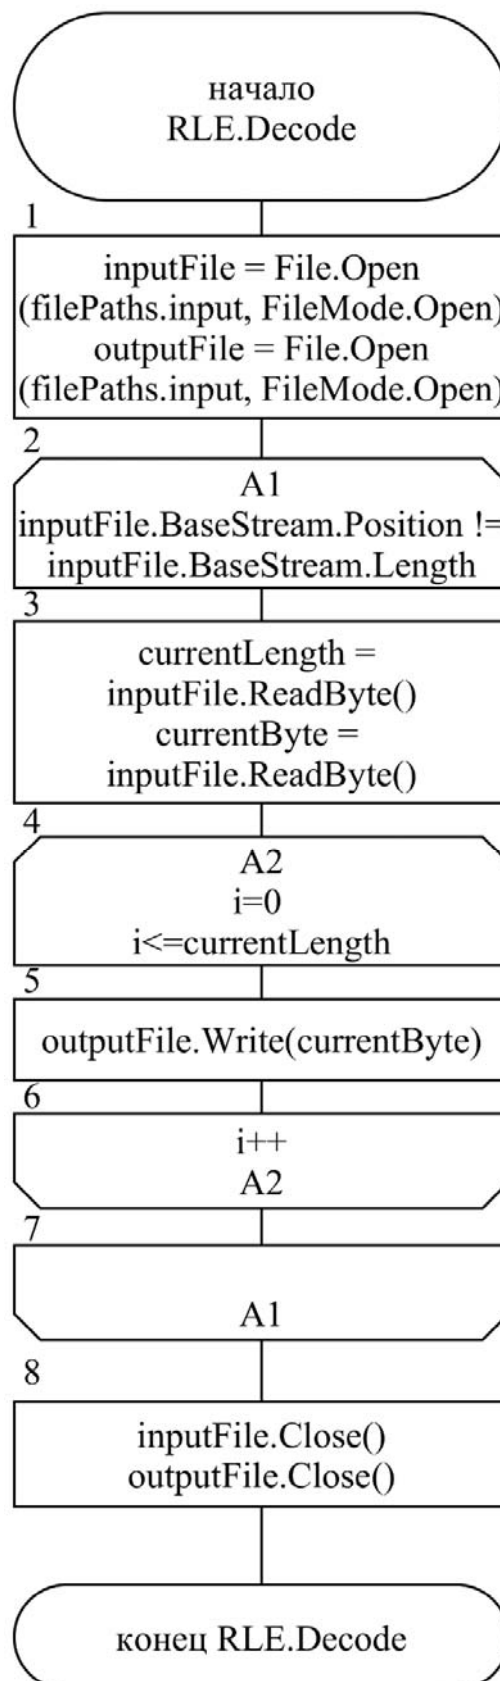 начало
RLE.Decode
1
inputFile = File.Open
(filePaths.input, FileMode.Open)
outputFile = File.Open
(filePaths.input, FileMode.Open)
2
A1
inputFile.BaseStream.Position !=
inputFile.BaseStream.Length
3
currentLength =
inputFile.ReadByte()
currentByte =
inputFile.ReadByte()
4
A2
i=0
i<=currentLength
5
outputFile.Write(currentByte)
6
i++
A2
7
A1
8
inputFile.Close()
outputFile.Close()
конец RLE.Decode